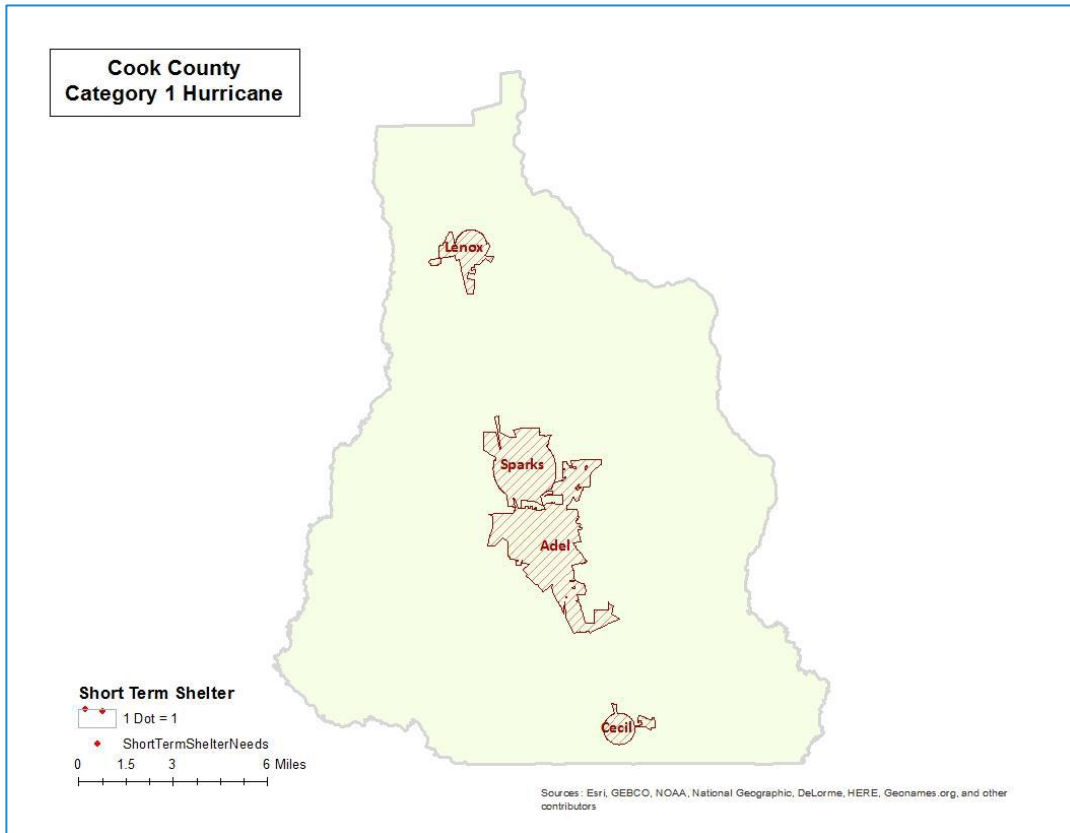 Cook County
Category 1 Hurricane
Lenox
Sparks
Adel
Cecil
Short Term Shelter
1 Dot = 1
ShortTermShelterNeeds
0 1.5 3 6 Miles
Sources: Esri, GEBCO, NOAA, National Geographic, DeLorme, HERE, Geonames.org, and other
contributors